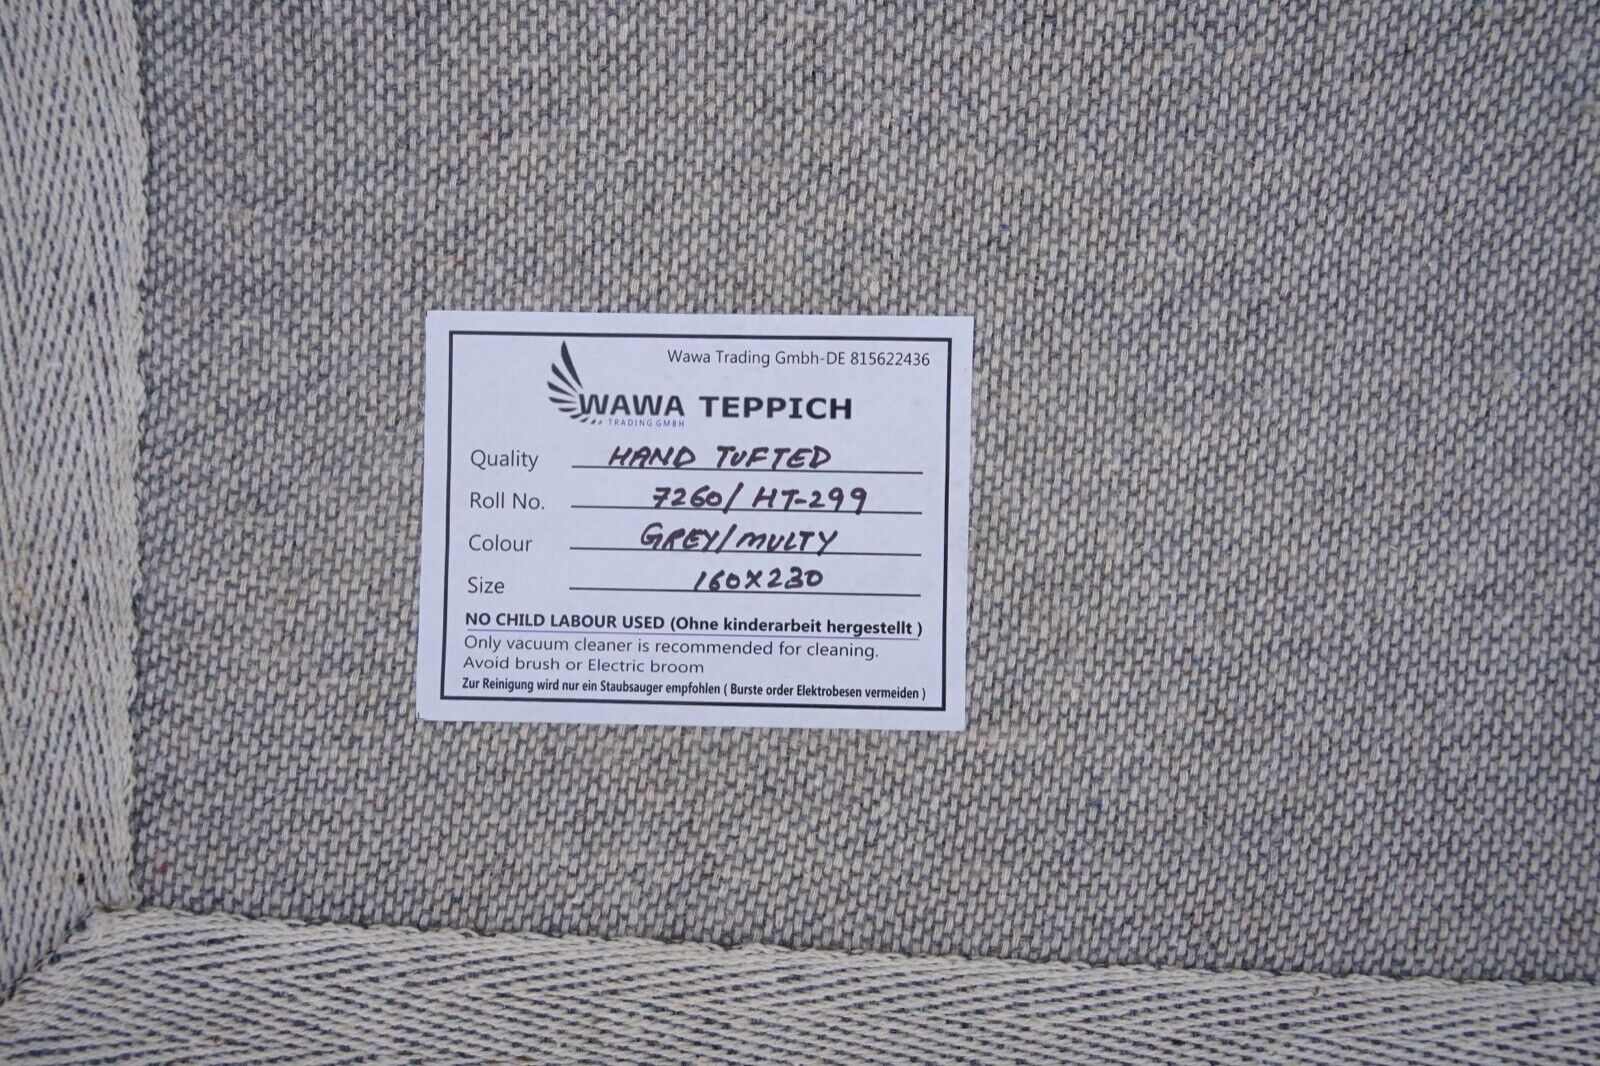 Wawa Trading Gmbh-DE 815622436
WAWA TEPPICH
TRADING GMBH
Quality HAND TUFTED
Roll No. 7260/ HT-299
Colour GREY/MULTY
Size 160X230
NO CHILD LABOUR USED (Ohne kinderarbeit hergestellt )
Only vacuum cleaner is recommended for cleaning.
Avoid brush or Electric broom
Zur Reinigung wird nur ein Staubsauger empfohlen ( Burste order Elektrobesen vermeiden )